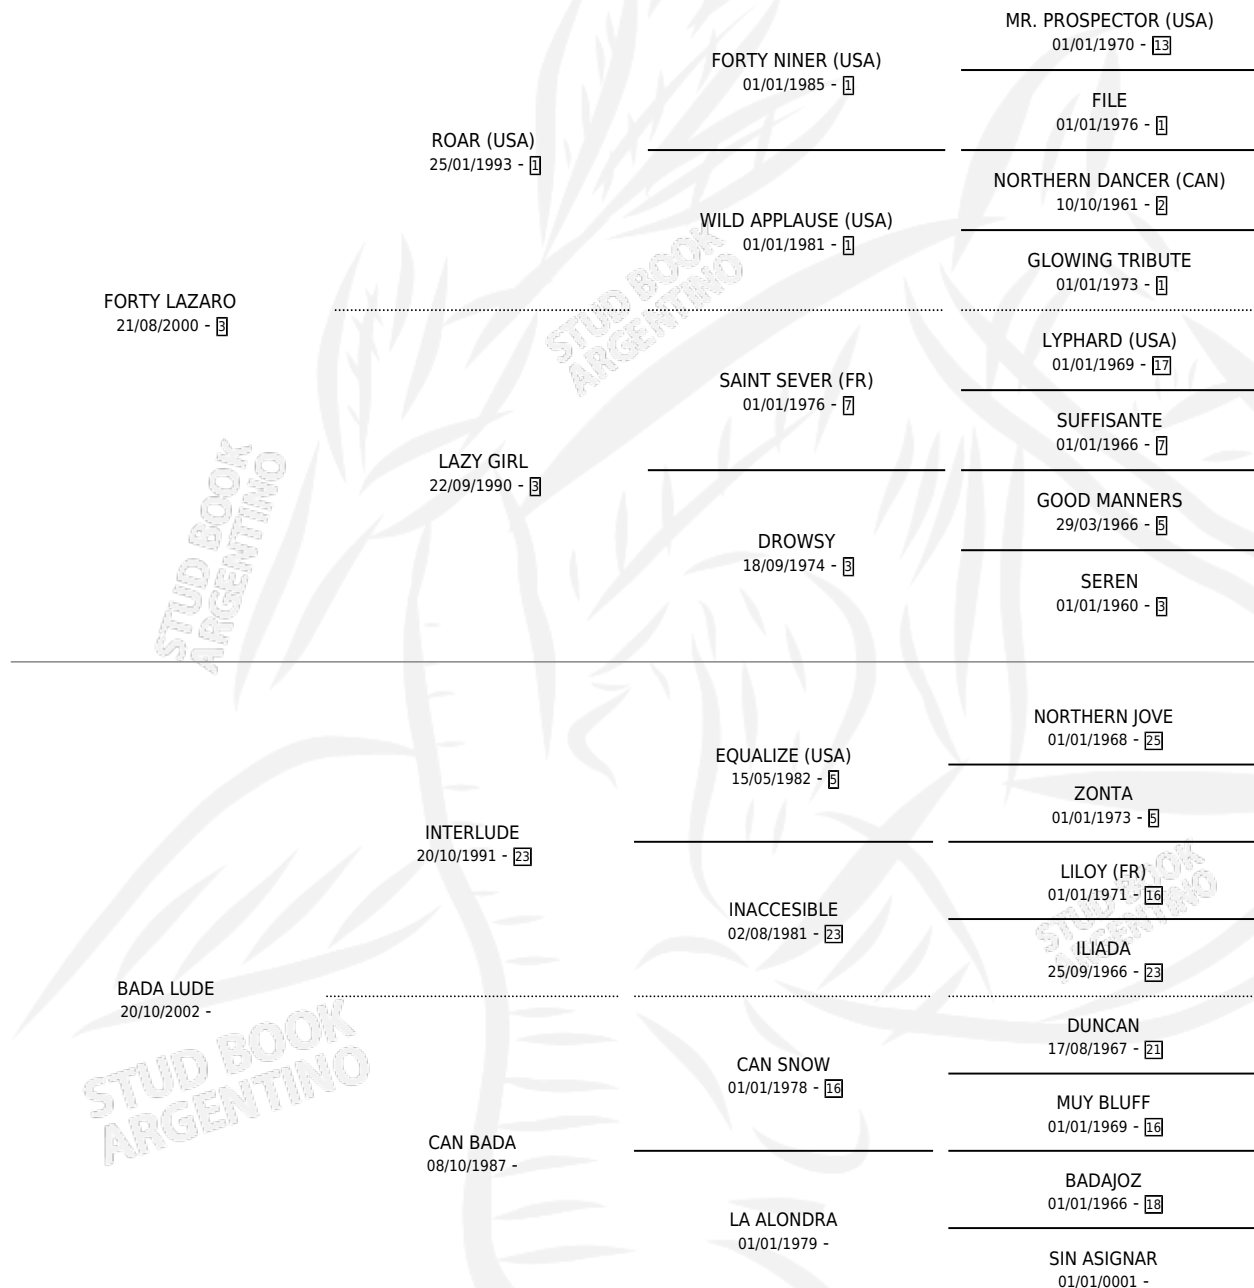 MR. PROSPECTOR (USA)
01/01/1970 - 13
FORTY NINER (USA)
01/01/1985 - 1
FILE
01/01/1976 - 1
ROAR (USA)
25/01/1993 - 1
NORTHERN DANCER (CAN)
10/10/1961 - 2
WILD APPLAUSE (USA)
01/01/1981 - 1
GLOWING TRIBUTE
01/01/1973 - 1
FORTY LAZARO
21/08/2000 - 3
LYPHARD (USA)
01/01/1969 - 17
SAINT SEVER (FR)
01/01/1976 - 7
SUFFISANTE
01/01/1966 - 7
LAZY GIRL
22/09/1990 - 3
GOOD MANNERS
29/03/1966 - 5
DROWSY
18/09/1974 - 3
SEREN
01/01/1960 - 3
NORTHERN JOVE
01/01/1968 - 25
EQUALIZE (USA)
15/05/1982 - 5
ZONTA
01/01/1973 - 5
INTERLUDE
20/10/1991 - 23
LILOY (FR)
01/01/1971 - 16
INACCESIBLE
02/08/1981 - 23
ILIADA
25/09/1966 - 23
BADA LUDE
20/10/2002 -
DUNCAN
17/08/1967 - 21
CAN SNOW
01/01/1978 - 16
MUY BLUFF
01/01/1969 - 16
CAN BADA
08/10/1987 -
BADAJOZ
01/01/1966 - 18
LA ALONDRA
01/01/1979 -
SIN ASIGNAR
01/01/0001 -
STUD BOOK
ARGENTINO
STUD BOOK
ARGENTINO
STUD BOOK
ARGENTINO
STUD BOOK
ARGENTINO